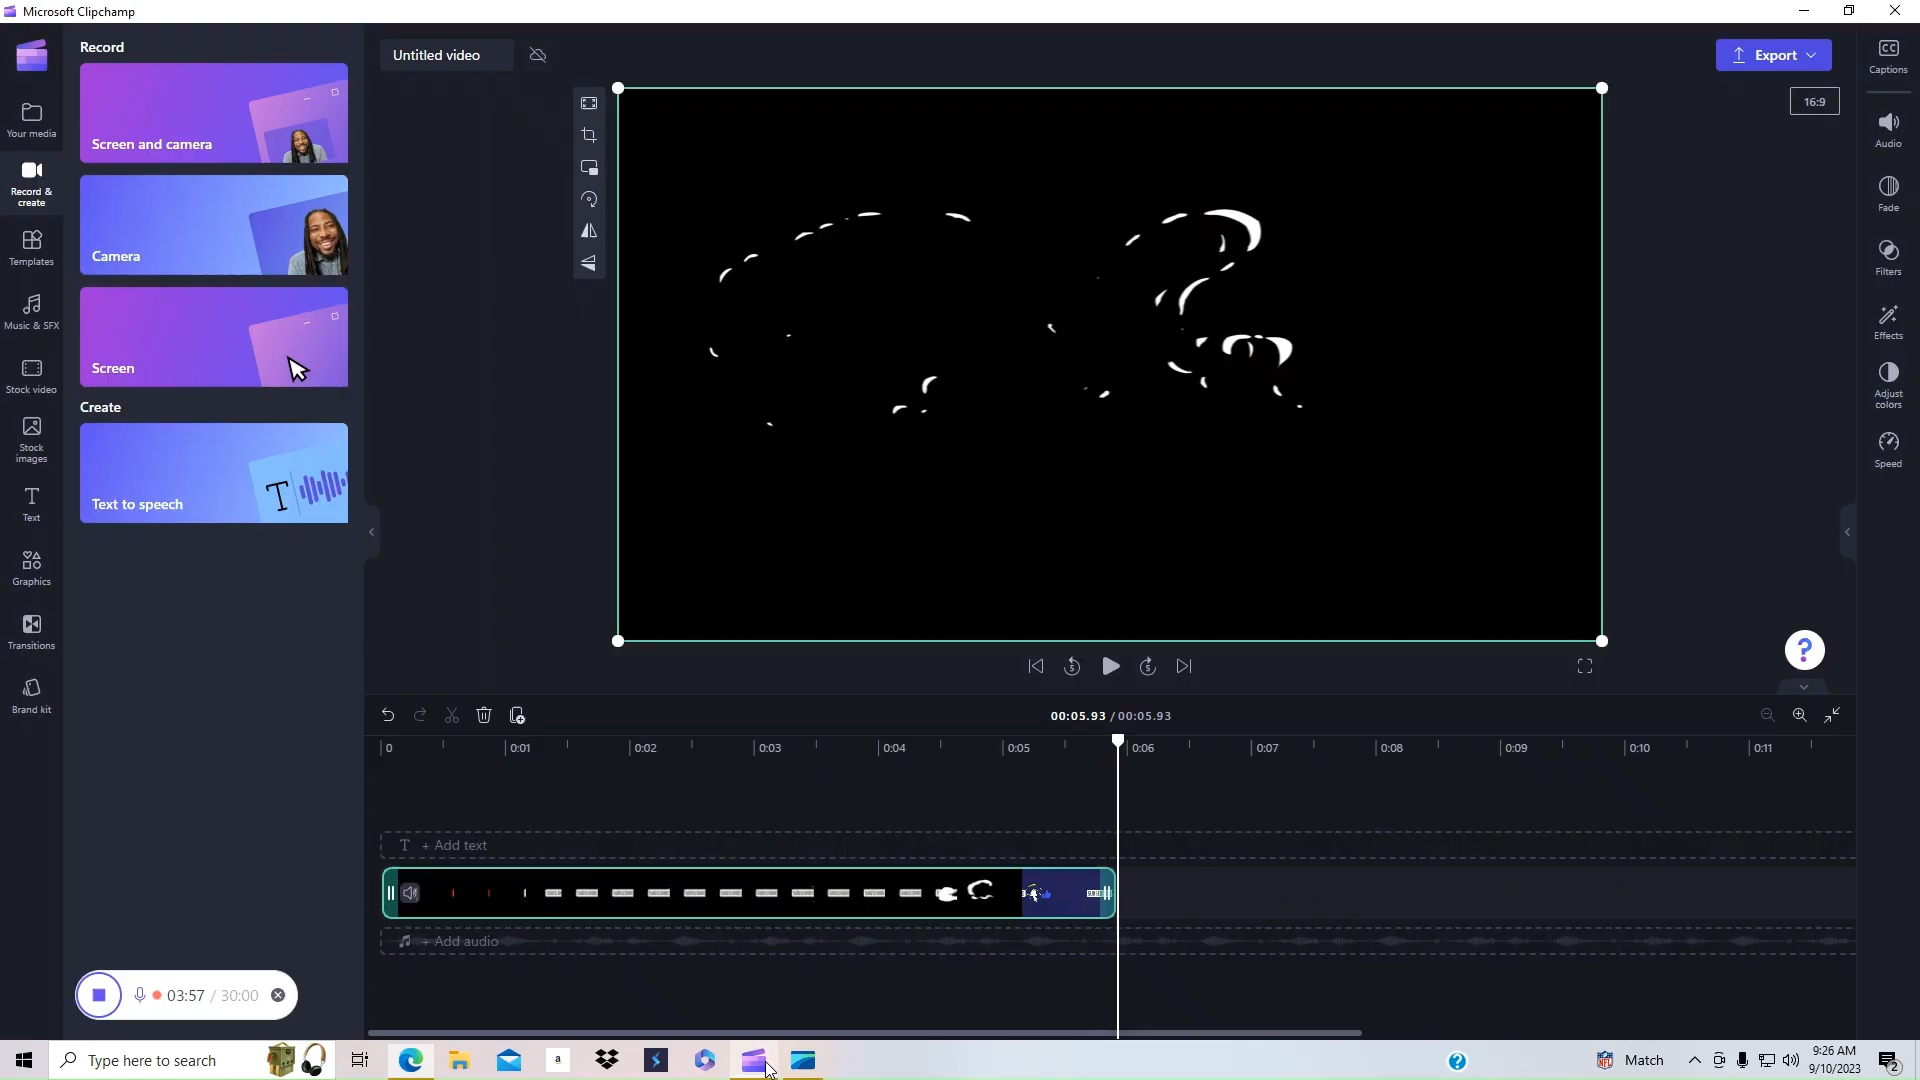 Microsoft Clipchamp
Record
Untitled video
Export
Captions
16:9
Your media
Screen and camera
Audio
Record &
create
Fade
Templates
Camera
Filters
Music & SFX
Effects
Screen
Stock video
Adjust
colors
Create
Stock
images
Speed
Text to speech
Text
Graphics
Transitions
5
5
?
Brand kit
00:05.93 / 00:05.93
0
0:01
0:02
0:03
0:04
0:05
0:06
0:07
0:08
0:09
0:10
0:11
T + Add text
+ Add audio
03:57 / 30:00
Type here to search
a
?
Match
9:26 AM
9/10/2023
2